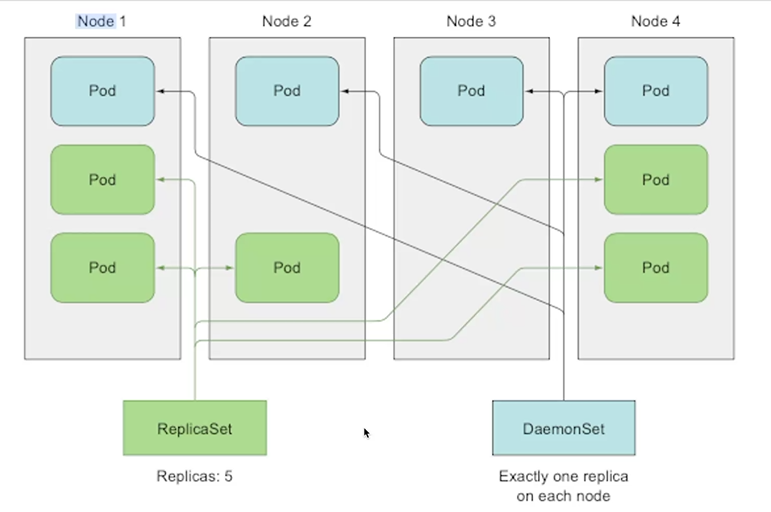 Node 1
Node 2
Node 3
Node 4
Pod
Pod
Pod
Pod
Pod
Pod
Pod
Pod
Pod
ReplicaSet
DaemonSet
Replicas: 5
Exactly one replica
on each node